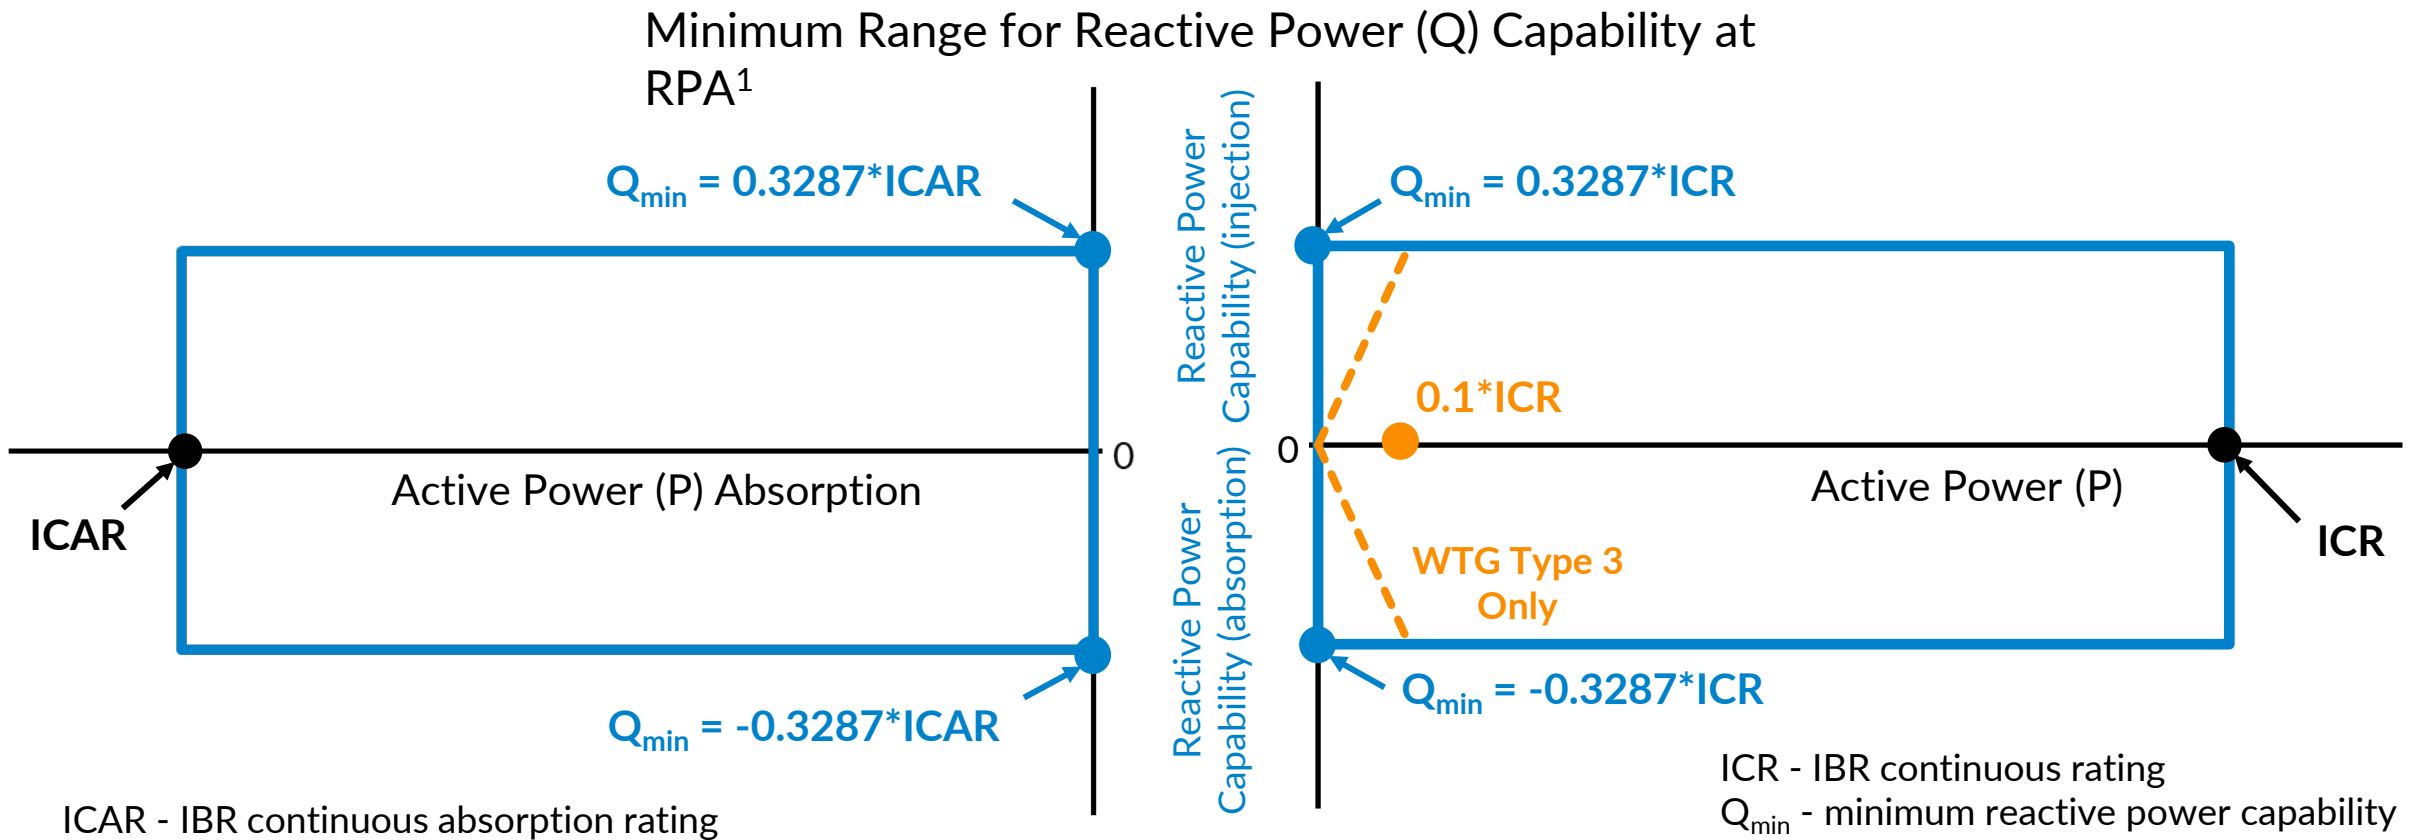 Minimum Range for Reactive Power (Q) Capability at
RPA¹
Qmin = 0.3287*ICAR
Reactive Power
Capability (injection)
Qmin = 0.3287*ICR
0.1*ICR
0
0
Active Power (P) Absorption
Active Power (P)
ICAR
ICR
Reactive Power
Capability (absorption)
WTG Type 3
Only
Qmin = -0.3287*ICAR
Qmin = -0.3287*ICR
ICAR - IBR continuous absorption rating
ICR - IBR continuous rating
Qmin - minimum reactive power capability